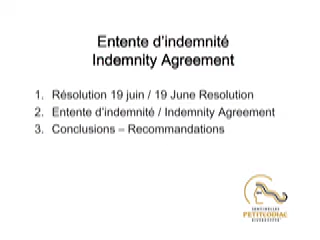 Entente d'indemnité
Indemnity Agreement
1. Résolution 19 juin / 19 June Resolution
2. Entente d'indemnité / Indemnity Agreement
3. Conclusions – Recommandations
PETITCODIAC